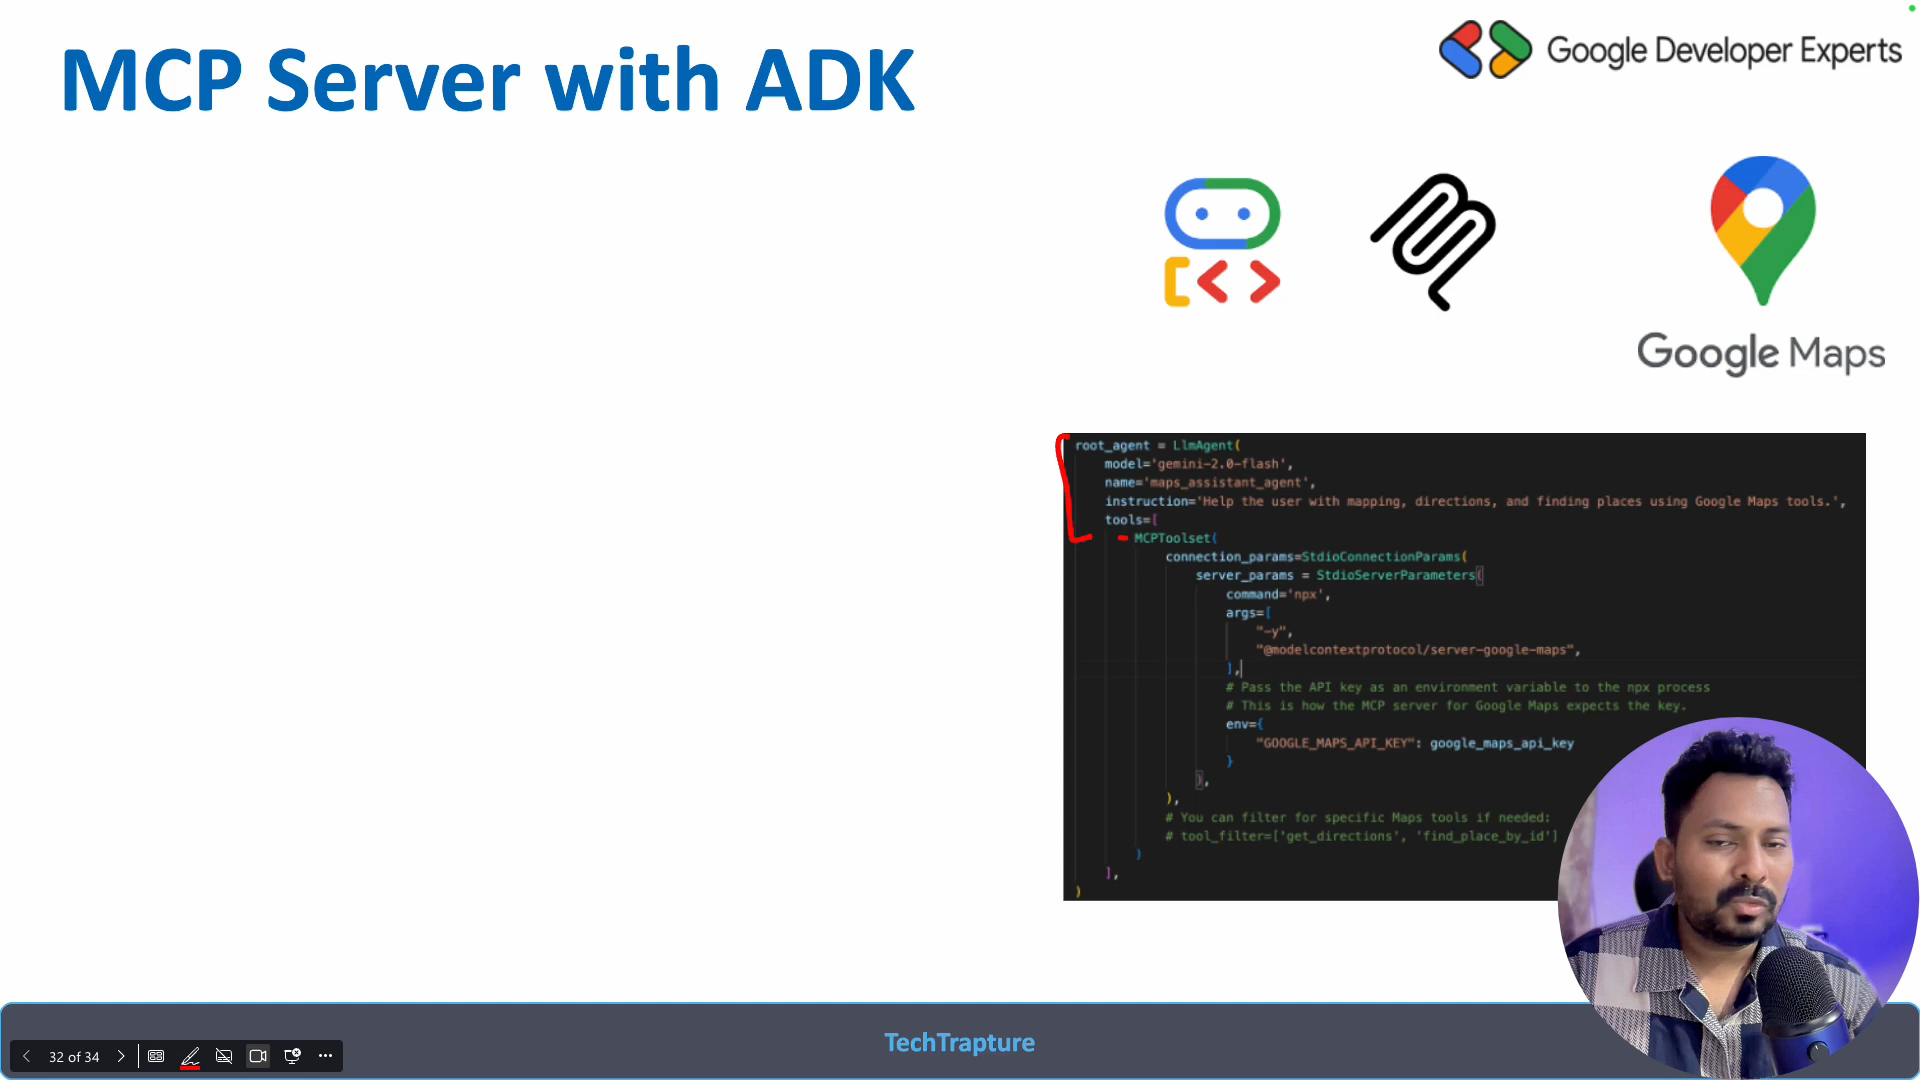 MCP Server with ADK
Google Developer Experts
Google Maps
root_agent = LlmAgent(
model='gemini-2.0-flash',
name='maps_assistant_agent',
instruction='Help the user with mapping, directions, and finding places using Google Maps tools.',
tools=[
MCPToolset(
connection_params=StdioConnectionParams(
server_params = StdioServerParameters(
command='npx',
args=[
"-y",
"@modelcontextprotocol/server-google-maps",
],
# Pass the API key as an environment variable to the npx process
# This is how the MCP server for Google Maps expects the key.
env={
"GOOGLE_MAPS_API_KEY": google_maps_api_key
}
),
),
# You can filter for specific Maps tools if needed:
# tool_filter=['get_directions', 'find_place_by_id']
)
],
)
TechTrapture
32 of 34